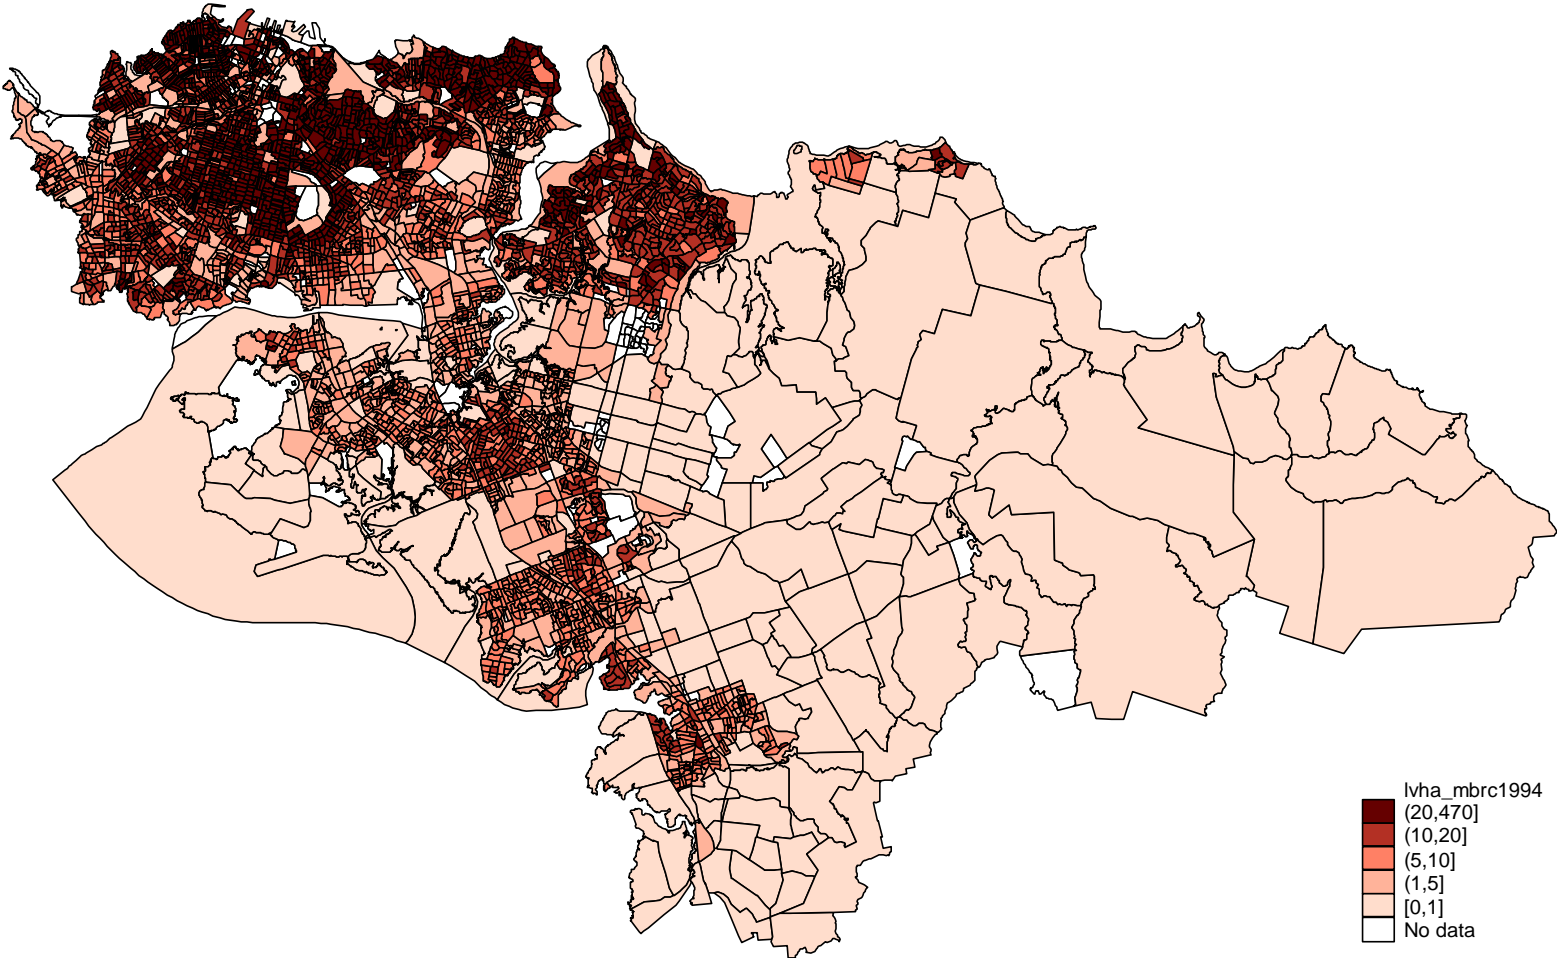 lvha_mbrc1994
(20,470]
(10,20]
(5,10]
(1,5]
[0,1]
No data